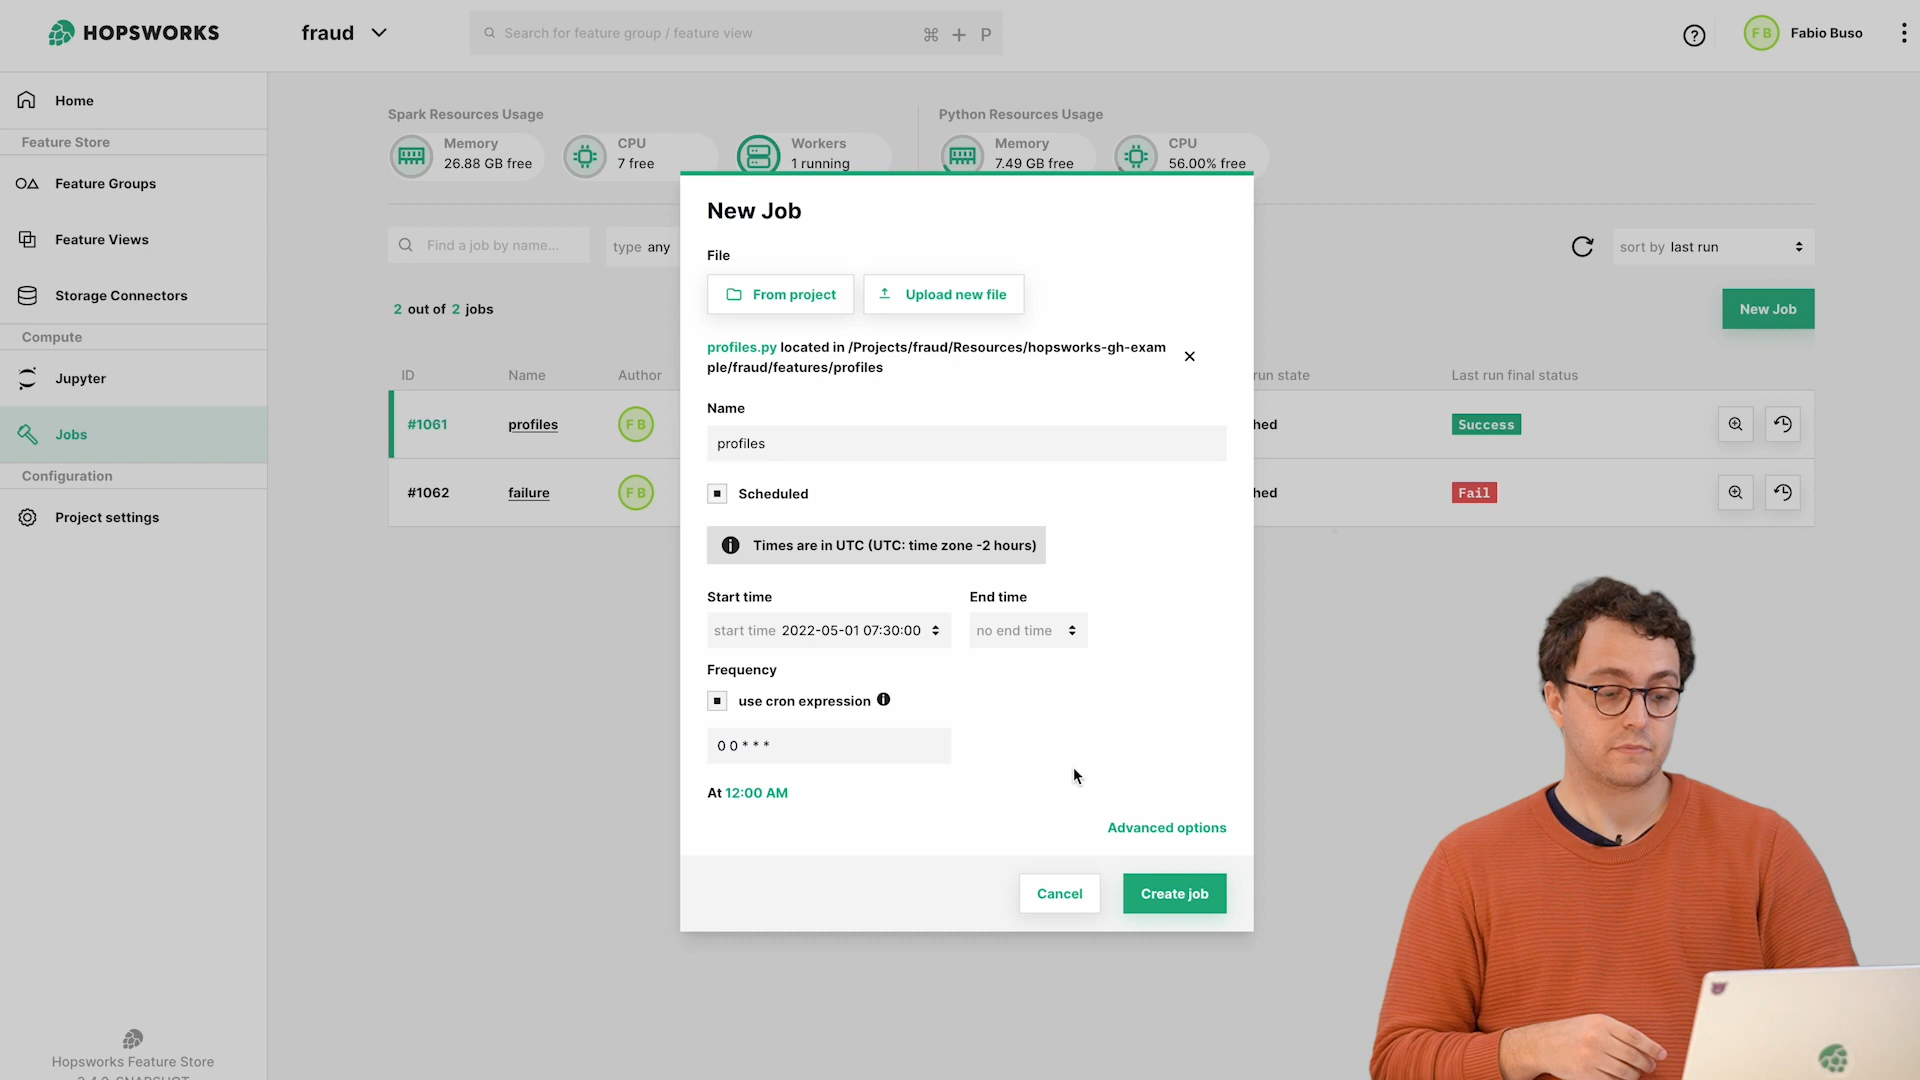 HOPSWORKS
fraud
Search for feature group / feature view
⌘ + P
FB
Fabio Buso
Home
Feature Store
Feature Groups
Feature Views
Storage Connectors
Compute
Jupyter
Jobs
Configuration
Project settings
Hopsworks Feature Store
Spark Resources Usage
Memory
26.88 GB free
CPU
7 free
Workers
1 running
Python Resources Usage
Memory
7.49 GB free
CPU
56.00% free
Find a job by name...
type any
sort by last run
2 out of 2 jobs
New Job
ID Name Author run state Last run final status
#1061 profiles FB hed Success
#1062 failure FB hed Fail
New Job
File
From project
Upload new file
profiles.py located in /Projects/fraud/Resources/hopsworks-gh-exam
ple/fraud/features/profiles
Name
profiles
Scheduled
Times are in UTC (UTC: time zone -2 hours)
Start time
start time 2022-05-01 07:30:00
End time
no end time
Frequency
use cron expression
0 0 * * *
At 12:00 AM
Advanced options
Cancel
Create job